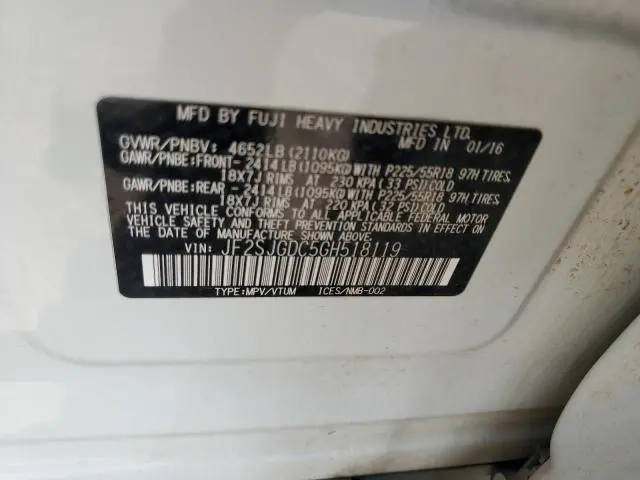 MFD BY FUJI HEAVY INDUSTRIES LTD.
GVWR/PNBV: 4652LB(2110KG) MFD IN 01/16
GAWR/PNBE:FRONT- 2414LB(1095KG)WITH P225/55R18 97H TIRES,
18X7J RIMS AT 230 KPA(33 PSI)COLD
GAWR/PNBE:REAR - 2414LB(1095KG)WITH P225/55R18 97H TIRES,
18X7J RIMS AT 220 KPA(32 PSI)COLD
THIS VEHICLE CONFORMS TO ALL APPLICABLE FEDERAL MOTOR
VEHICLE SAFETY AND THEFT PREVENTION STANDARDS IN EFFECT ON
THE DATE OF MANUFACTURE SHOWN ABOVE.
VIN: JF2SJGDC5GH518119
TYPE:MPV/VTUM ICES/NMB-002